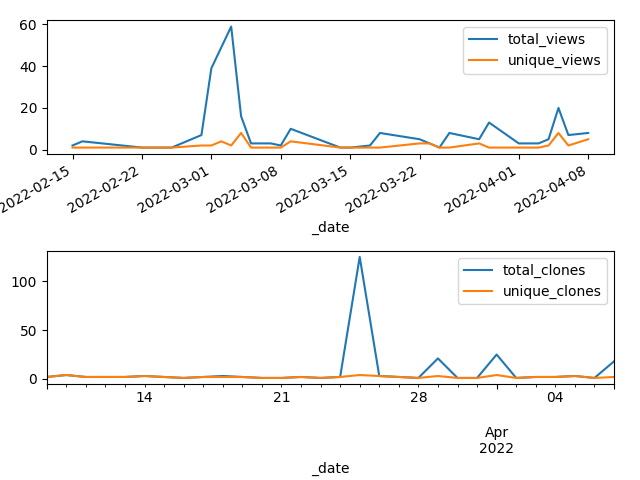 60
40
20
0
total_views
unique_views
2022-02-15
2022-02-22
2022-03-01
2022-03-08
2022-03-15
2022-03-22
2022-04-01
2022-04-08
_date
100
50
0
total_clones
unique_clones
14
21
28
04
Apr
2022
_date